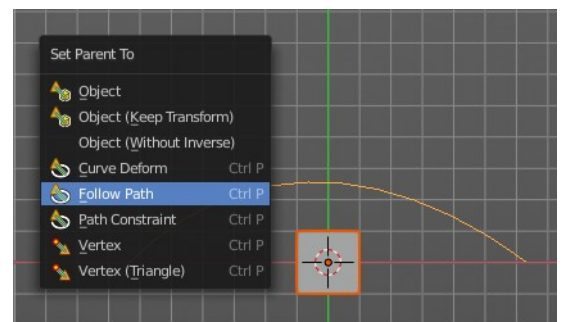 Set Parent To
Object
Object (Keep Transform)
Object (Without Inverse)
Curve Deform Ctrl P
Follow Path Ctrl P
Path Constraint Ctrl P
Vertex Ctrl P
Vertex (Triangle) Ctrl P